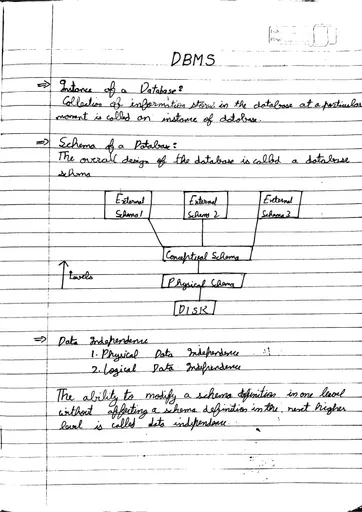 DBMS
⇒ Instance of a Database:
Collection of information stored in the database at a particular
moment is called an instance of database.
⇒ Schema of a Database:
The overall design of the database is called a database
schema
External Schema 1
External Schema 2
External Schema 3
Conceptual Schema
Levels
Physical Schema
DISK
⇒ Data Independence
1. Physical Data Independence
2. Logical Data Independence
The ability to modify a schema definition in one level
without affecting a schema definition in the next higher
level is called data independence.